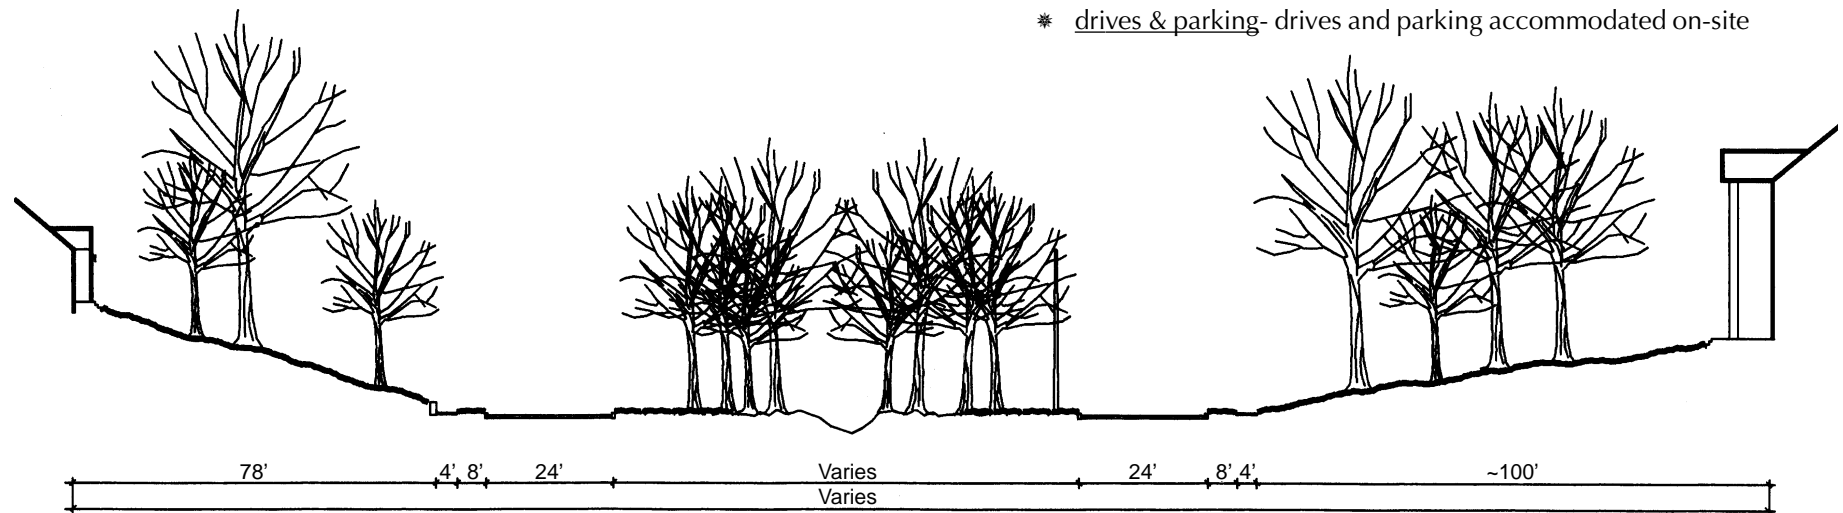 ✵ drives & parking- drives and parking accommodated on-site
78’ 4’ 8’ 24’ Varies 24’ 8’ 4’ ~100’
Varies